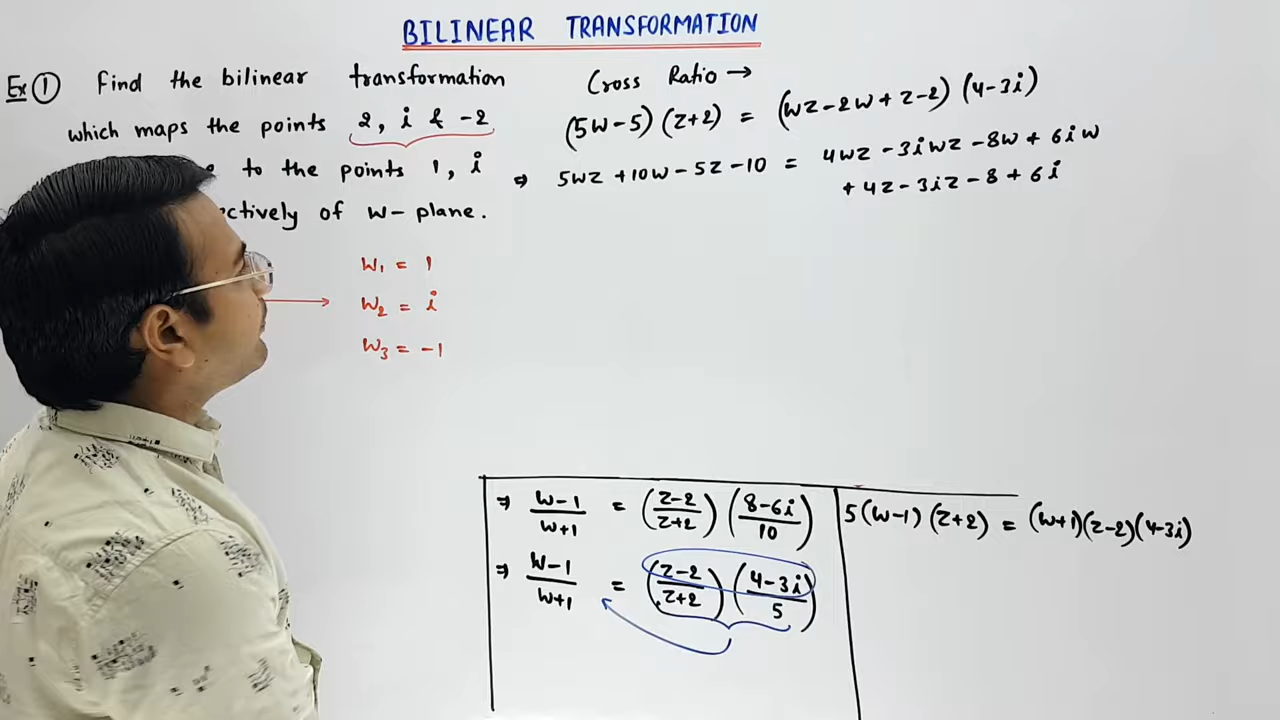 BILINEAR TRANSFORMATION
Ex ① Find the bilinear transformation
which maps the points 2, i & -2
to the points 1, i
ectively of w-plane.
w₁ = 1
w₂ = i
w₃ = -1
Cross Ratio →
(5w-5)(z+2) = (wz-2w+z-2)(4-3i)
⇒ 5wz+10w-5z-10 = 4wz-3iwz-8w+6iw
+4z-3iz-8+6i
⇒ w-1/w+1 = (z-2/z+2)(8-6i/10)
⇒ w-1/w+1 = (z-2/z+2)(4-3i/5)
5(w-1)(z+2) = (w+1)(z-2)(4-3i)